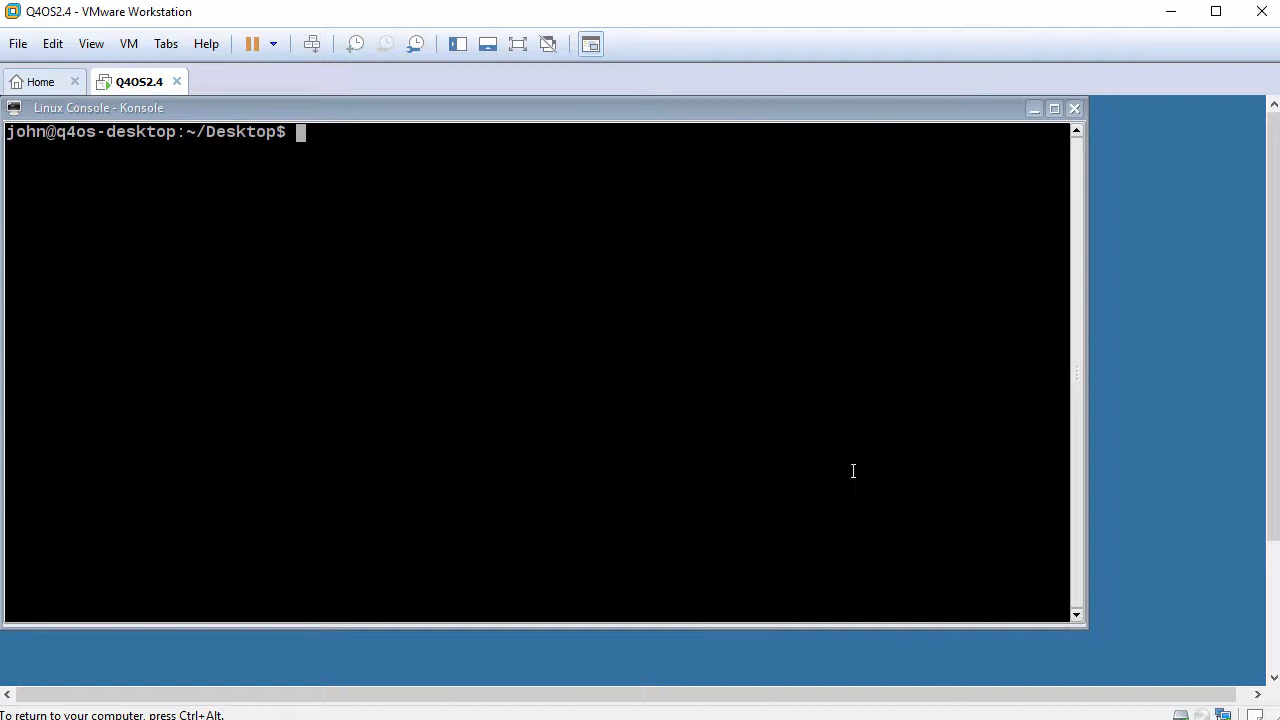 Q4OS2.4 - VMware Workstation
File Edit View VM Tabs Help
Home Q4OS2.4
Linux Console - Konsole
john@q4os-desktop:~/Desktop$
To return to your computer, press Ctrl+Alt.